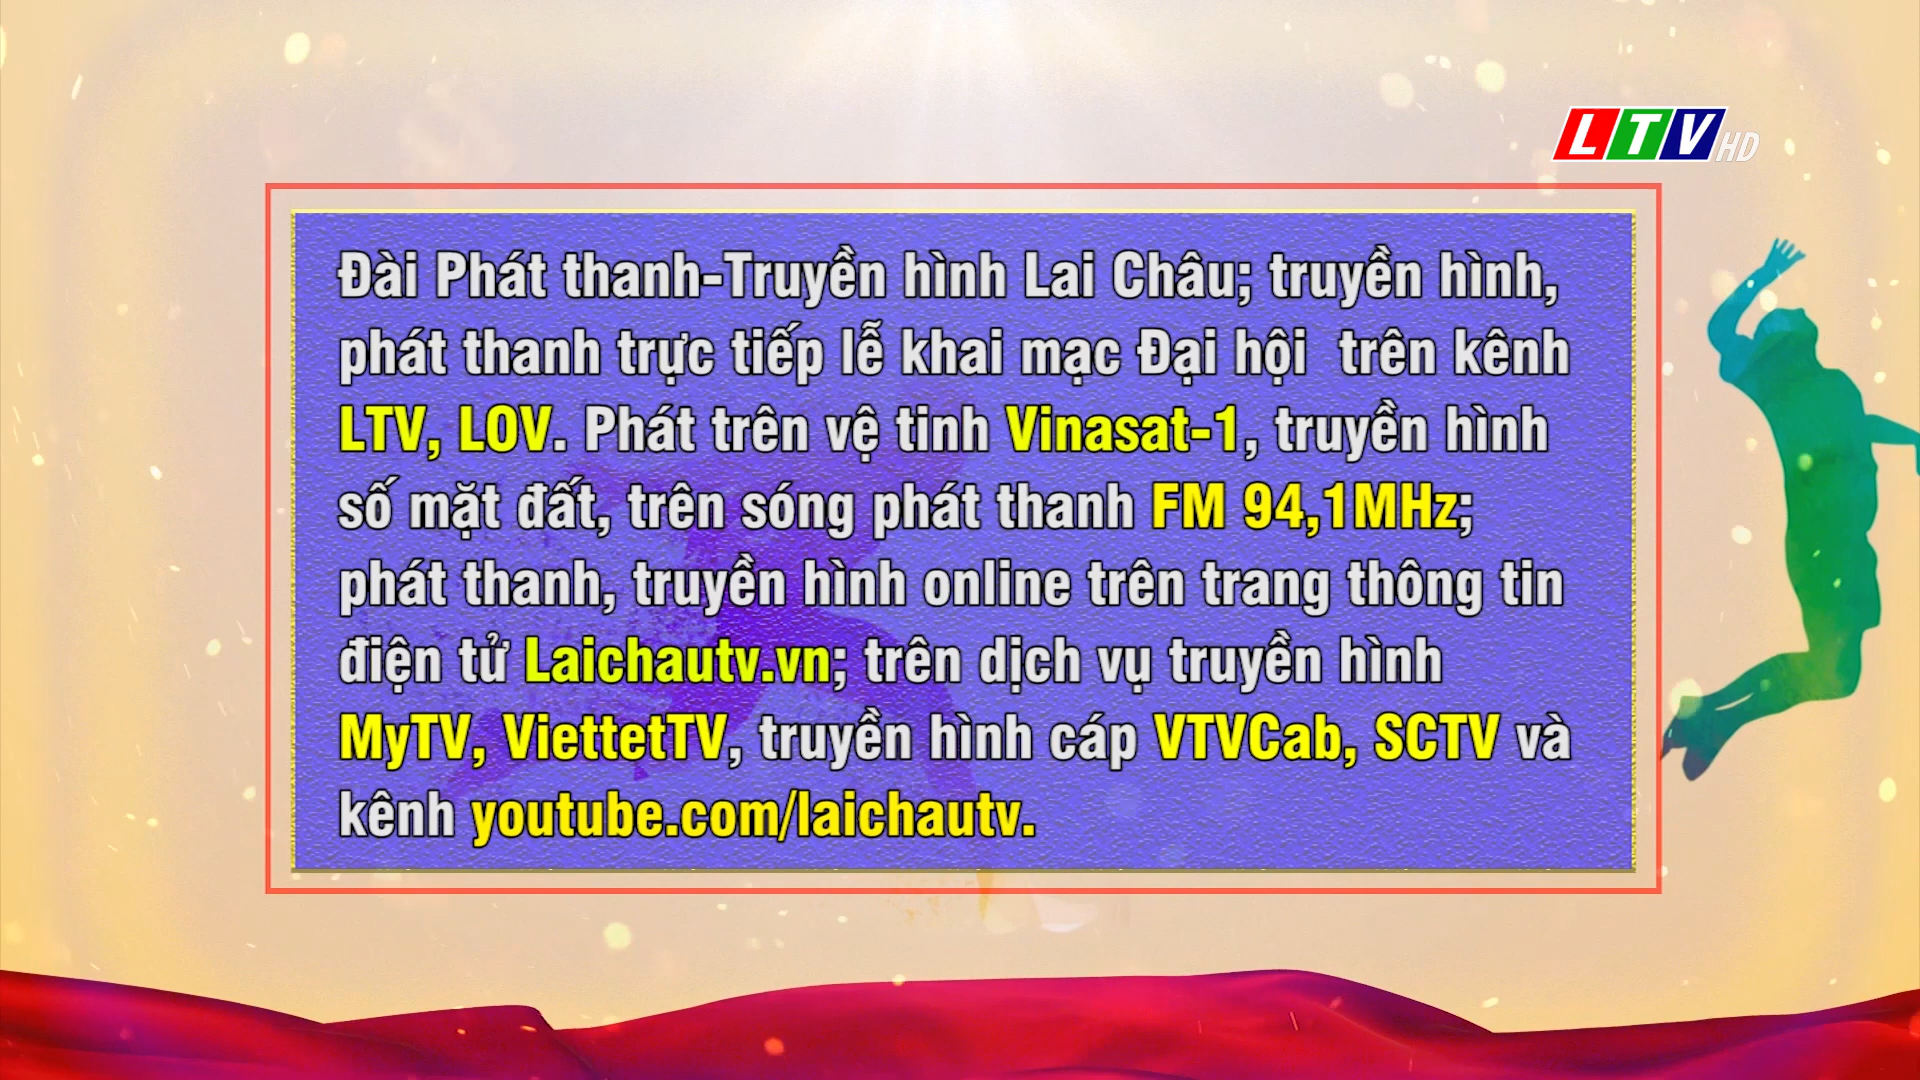 LTV HD
Đài Phát thanh-Truyền hình Lai Châu; truyền hình,
phát thanh trực tiếp lễ khai mạc Đại hội trên kênh
LTV, LOV. Phát trên vệ tinh Vinasat-1, truyền hình
số mặt đất, trên sóng phát thanh FM 94,1MHz;
phát thanh, truyền hình online trên trang thông tin
điện tử Laichautv.vn; trên dịch vụ truyền hình
MyTV, ViettetTV, truyền hình cáp VTVCab, SCTV và
kênh youtube.com/laichautv.